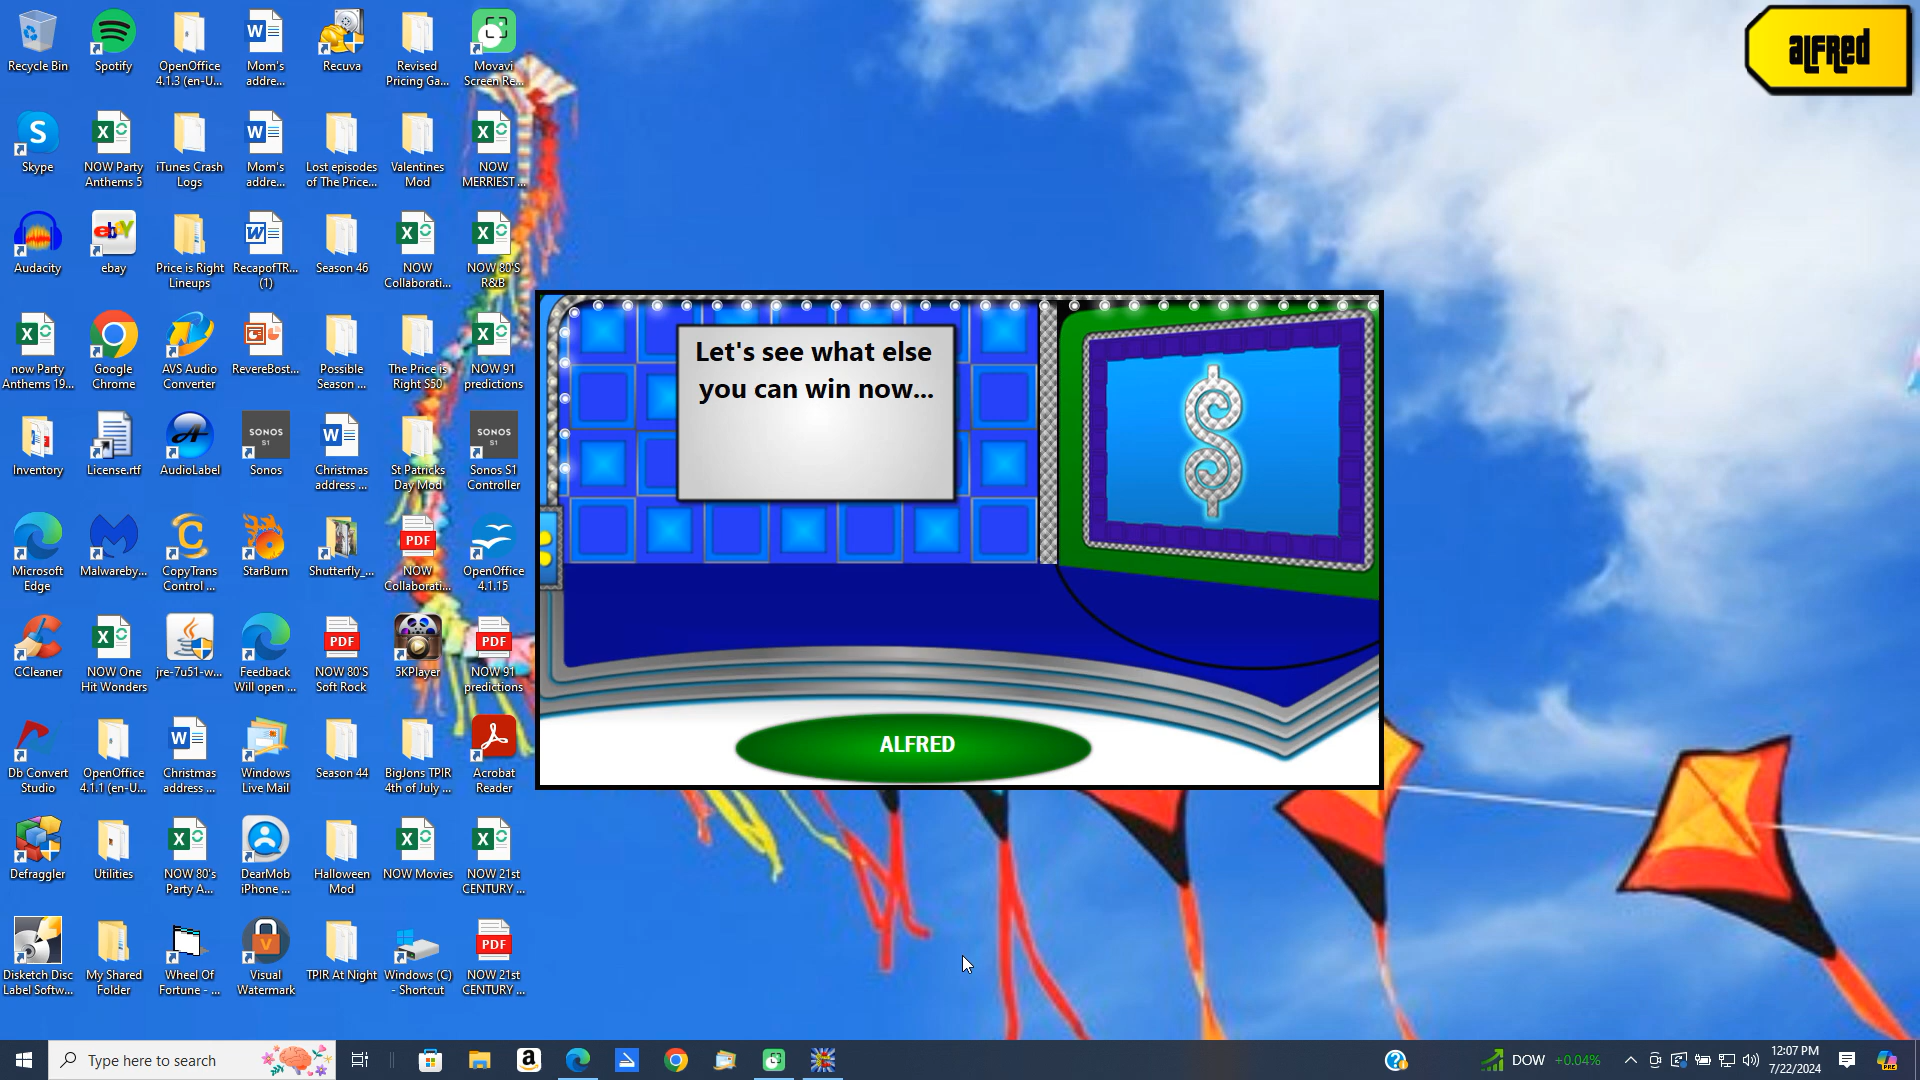 Recycle Bin
Spotify
OpenOffice
4.1.3 (en-U...
Mom's
addre...
Recuva
Revised
Pricing Ga...
Movavi
Screen Re...
alfred
Skype
NOW Party
Anthems 5
iTunes Crash
Logs
Mom's
addre...
Lost episodes
of The Price...
Valentines
Mod
NOW
MERRIEST ...
Audacity
ebay
Price is Right
Lineups
RecapofTR...
(1)
Season 46
NOW
Collaborati...
NOW 80'S
R&B
now Party
Anthems 19...
Google
Chrome
AVS Audio
Converter
RevereBost...
Possible
Season ...
The Price is
Right S50
NOW 91
predictions
Let's see what else
you can win now...
Inventory
License.rtf
AudioLabel
SONOS
S1
Sonos
Christmas
address ...
St Patricks
Day Mod
SONOS
S1
Sonos S1
Controller
Microsoft
Edge
Malwareby...
CopyTrans
Control ...
StarBurn
Shutterfly_...
PDF
NOW
Collaborati...
OpenOffice
4.1.15
CCleaner
NOW One
Hit Wonders
jre-7u51-w...
Feedback
Will open ...
PDF
NOW 80'S
Soft Rock
5KPlayer
PDF
NOW 91
predictions
Db Convert
Studio
OpenOffice
4.1.1 (en-U...
Christmas
address ...
Windows
Live Mail
Season 44
BigJons TPIR
4th of July ...
Acrobat
Reader
ALFRED
Defraggler
Utilities
NOW 80's
Party A...
DearMob
iPhone ...
Halloween
Mod
NOW Movies
NOW 21st
CENTURY ...
Disketch Disc
Label Softw...
My Shared
Folder
Wheel Of
Fortune - ...
Visual
Watermark
TPIR At Night
Windows (C)
- Shortcut
PDF
NOW 21st
CENTURY ...
Type here to search
DOW +0.04%
12:07 PM
7/22/2024